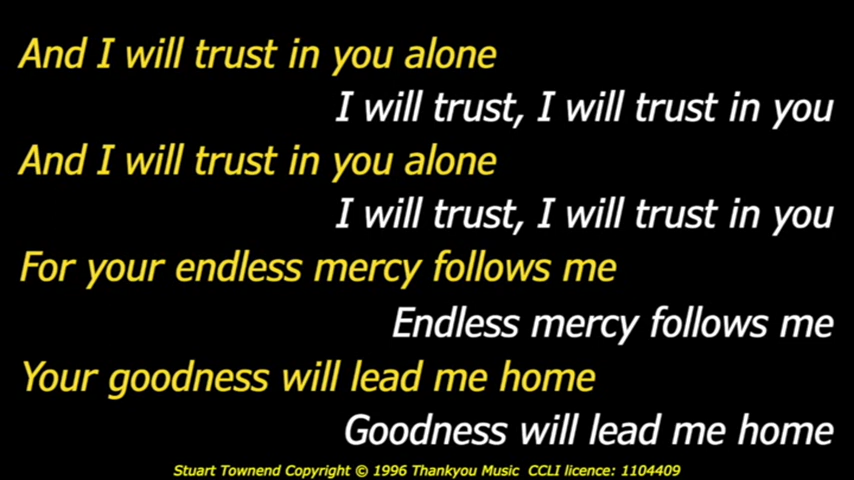 And I will trust in you alone
I will trust, I will trust in you
And I will trust in you alone
I will trust, I will trust in you
For your endless mercy follows me
Endless mercy follows me
Your goodness will lead me home
Goodness will lead me home
Stuart Townend Copyright © 1996 Thankyou Music CCLI licence: 1104409